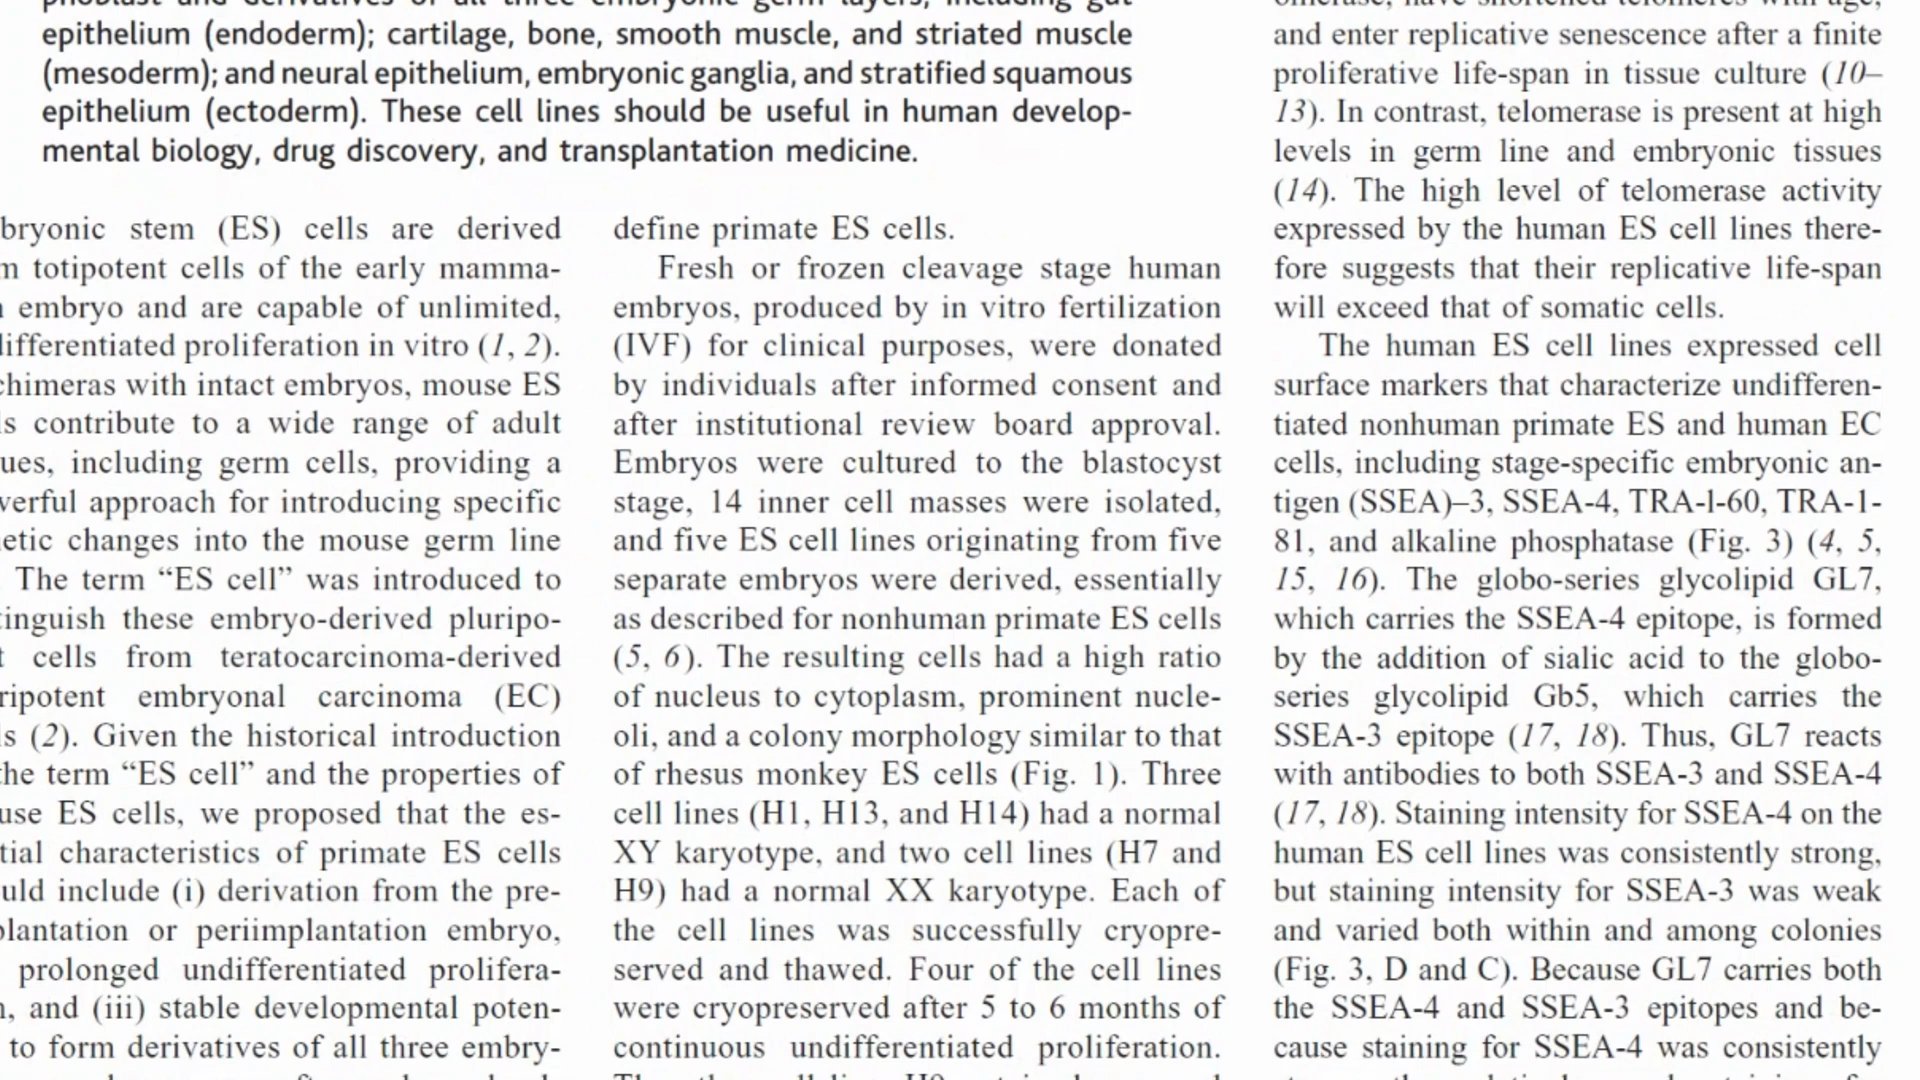 epithelium (endoderm); cartilage, bone, smooth muscle, and striated muscle
(mesoderm); and neural epithelium, embryonic ganglia, and stratified squamous
epithelium (ectoderm). These cell lines should be useful in human develop-
mental biology, drug discovery, and transplantation medicine.
bryonic stem (ES) cells are derived
m totipotent cells of the early mamma-
embryo and are capable of unlimited,
differentiated proliferation in vitro (1, 2).
chimeras with intact embryos, mouse ES
ls contribute to a wide range of adult
ues, including germ cells, providing a
verful approach for introducing specific
etic changes into the mouse germ line
The term “ES cell” was introduced to
tinguish these embryo-derived pluripo-
t cells from teratocarcinoma-derived
ripotent embryonal carcinoma (EC)
ls (2). Given the historical introduction
the term “ES cell” and the properties of
use ES cells, we proposed that the es-
tial characteristics of primate ES cells
uld include (i) derivation from the pre-
plantation or periimplantation embryo,
prolonged undifferentiated prolifera-
n, and (iii) stable developmental poten-
to form derivatives of all three embry-
define primate ES cells.
Fresh or frozen cleavage stage human
embryos, produced by in vitro fertilization
(IVF) for clinical purposes, were donated
by individuals after informed consent and
after institutional review board approval.
Embryos were cultured to the blastocyst
stage, 14 inner cell masses were isolated,
and five ES cell lines originating from five
separate embryos were derived, essentially
as described for nonhuman primate ES cells
(5, 6). The resulting cells had a high ratio
of nucleus to cytoplasm, prominent nucle-
oli, and a colony morphology similar to that
of rhesus monkey ES cells (Fig. 1). Three
cell lines (H1, H13, and H14) had a normal
XY karyotype, and two cell lines (H7 and
H9) had a normal XX karyotype. Each of
the cell lines was successfully cryopre-
served and thawed. Four of the cell lines
were cryopreserved after 5 to 6 months of
continuous undifferentiated proliferation.
and enter replicative senescence after a finite
proliferative life-span in tissue culture (10–
13). In contrast, telomerase is present at high
levels in germ line and embryonic tissues
(14). The high level of telomerase activity
expressed by the human ES cell lines there-
fore suggests that their replicative life-span
will exceed that of somatic cells.
The human ES cell lines expressed cell
surface markers that characterize undifferen-
tiated nonhuman primate ES and human EC
cells, including stage-specific embryonic an-
tigen (SSEA)–3, SSEA-4, TRA-l-60, TRA-1-
81, and alkaline phosphatase (Fig. 3) (4, 5,
15, 16). The globo-series glycolipid GL7,
which carries the SSEA-4 epitope, is formed
by the addition of sialic acid to the globo-
series glycolipid Gb5, which carries the
SSEA-3 epitope (17, 18). Thus, GL7 reacts
with antibodies to both SSEA-3 and SSEA-4
(17, 18). Staining intensity for SSEA-4 on the
human ES cell lines was consistently strong,
but staining intensity for SSEA-3 was weak
and varied both within and among colonies
(Fig. 3, D and C). Because GL7 carries both
the SSEA-4 and SSEA-3 epitopes and be-
cause staining for SSEA-4 was consistently